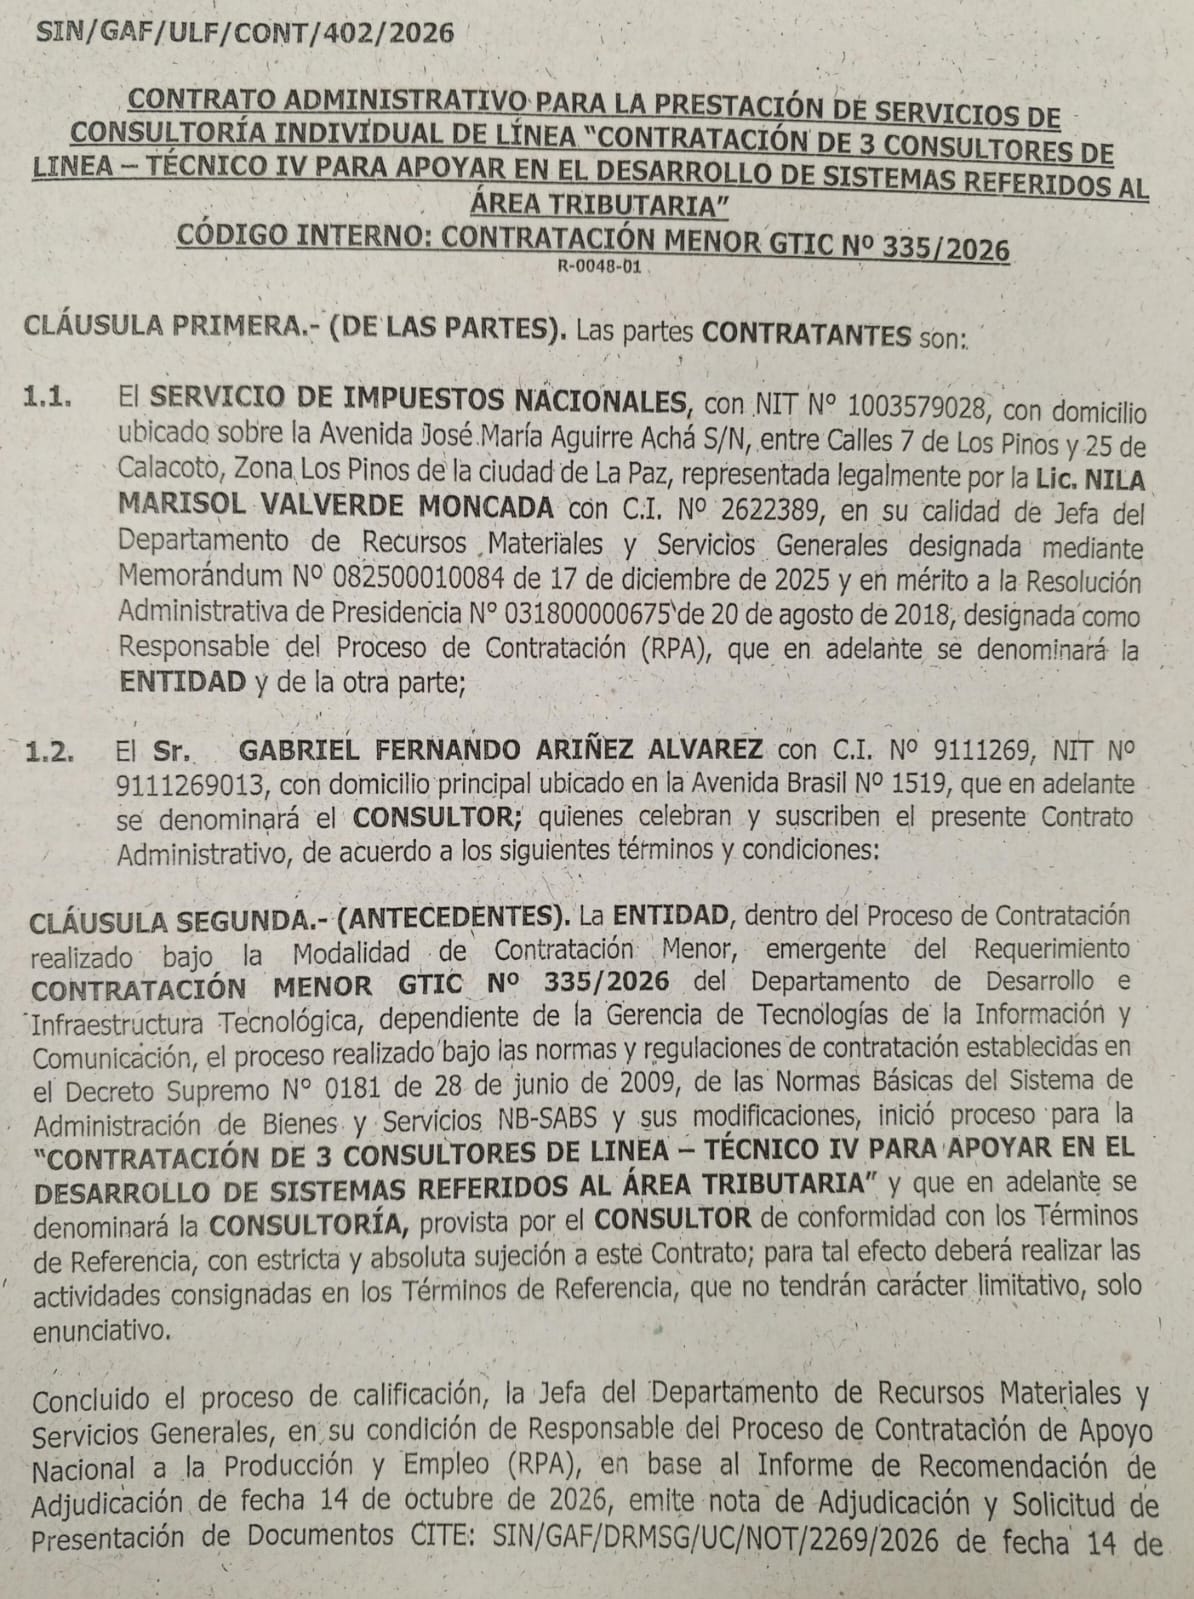 SIN/GAF/ULF/CONT/402/2026
CONTRATO ADMINISTRATIVO PARA LA PRESTACIÓN DE SERVICIOS DE
CONSULTORÍA INDIVIDUAL DE LÍNEA "CONTRATACIÓN DE 3 CONSULTORES DE
LINEA – TÉCNICO IV PARA APOYAR EN EL DESARROLLO DE SISTEMAS REFERIDOS AL
ÁREA TRIBUTARIA"
CÓDIGO INTERNO: CONTRATACIÓN MENOR GTIC Nº 335/2026
R-0048-01
CLÁUSULA PRIMERA.- (DE LAS PARTES). Las partes CONTRATANTES son:
1.1. El SERVICIO DE IMPUESTOS NACIONALES, con NIT Nº 1003579028, con domicilio
ubicado sobre la Avenida José María Aguirre Achá S/N, entre Calles 7 de Los Pinos y 25 de
Calacoto, Zona Los Pinos de la ciudad de La Paz, representada legalmente por la Lic. NILA
MARISOL VALVERDE MONCADA con C.I. Nº 2622389, en su calidad de Jefa del
Departamento de Recursos Materiales y Servicios Generales designada mediante
Memorándum Nº 082500010084 de 17 de diciembre de 2025 y en mérito a la Resolución
Administrativa de Presidencia Nº 031800000675 de 20 de agosto de 2018, designada como
Responsable del Proceso de Contratación (RPA), que en adelante se denominará la
ENTIDAD y de la otra parte;
1.2. El Sr. GABRIEL FERNANDO ARIÑEZ ALVAREZ con C.I. Nº 9111269, NIT Nº
9111269013, con domicilio principal ubicado en la Avenida Brasil Nº 1519, que en adelante
se denominará el CONSULTOR; quienes celebran y suscriben el presente Contrato
Administrativo, de acuerdo a los siguientes términos y condiciones:
CLÁUSULA SEGUNDA.- (ANTECEDENTES). La ENTIDAD, dentro del Proceso de Contratación
realizado bajo la Modalidad de Contratación Menor, emergente del Requerimiento
CONTRATACIÓN MENOR GTIC Nº 335/2026 del Departamento de Desarrollo e
Infraestructura Tecnológica, dependiente de la Gerencia de Tecnologías de la Información y
Comunicación, el proceso realizado bajo las normas y regulaciones de contratación establecidas en
el Decreto Supremo N° 0181 de 28 de junio de 2009, de las Normas Básicas del Sistema de
Administración de Bienes y Servicios NB-SABS y sus modificaciones, inició proceso para la
"CONTRATACIÓN DE 3 CONSULTORES DE LINEA – TÉCNICO IV PARA APOYAR EN EL
DESARROLLO DE SISTEMAS REFERIDOS AL ÁREA TRIBUTARIA" y que en adelante se
denominará la CONSULTORÍA, provista por el CONSULTOR de conformidad con los Términos
de Referencia, con estricta y absoluta sujeción a este Contrato; para tal efecto deberá realizar las
actividades consignadas en los Términos de Referencia, que no tendrán carácter limitativo, solo
enunciativo.
Concluido el proceso de calificación, la Jefa del Departamento de Recursos Materiales y
Servicios Generales, en su condición de Responsable del Proceso de Contratación de Apoyo
Nacional a la Producción y Empleo (RPA), en base al Informe de Recomendación de
Adjudicación de fecha 14 de octubre de 2026, emite nota de Adjudicación y Solicitud de
Presentación de Documentos CITE: SIN/GAF/DRMSG/UC/NOT/2269/2026 de fecha 14 de